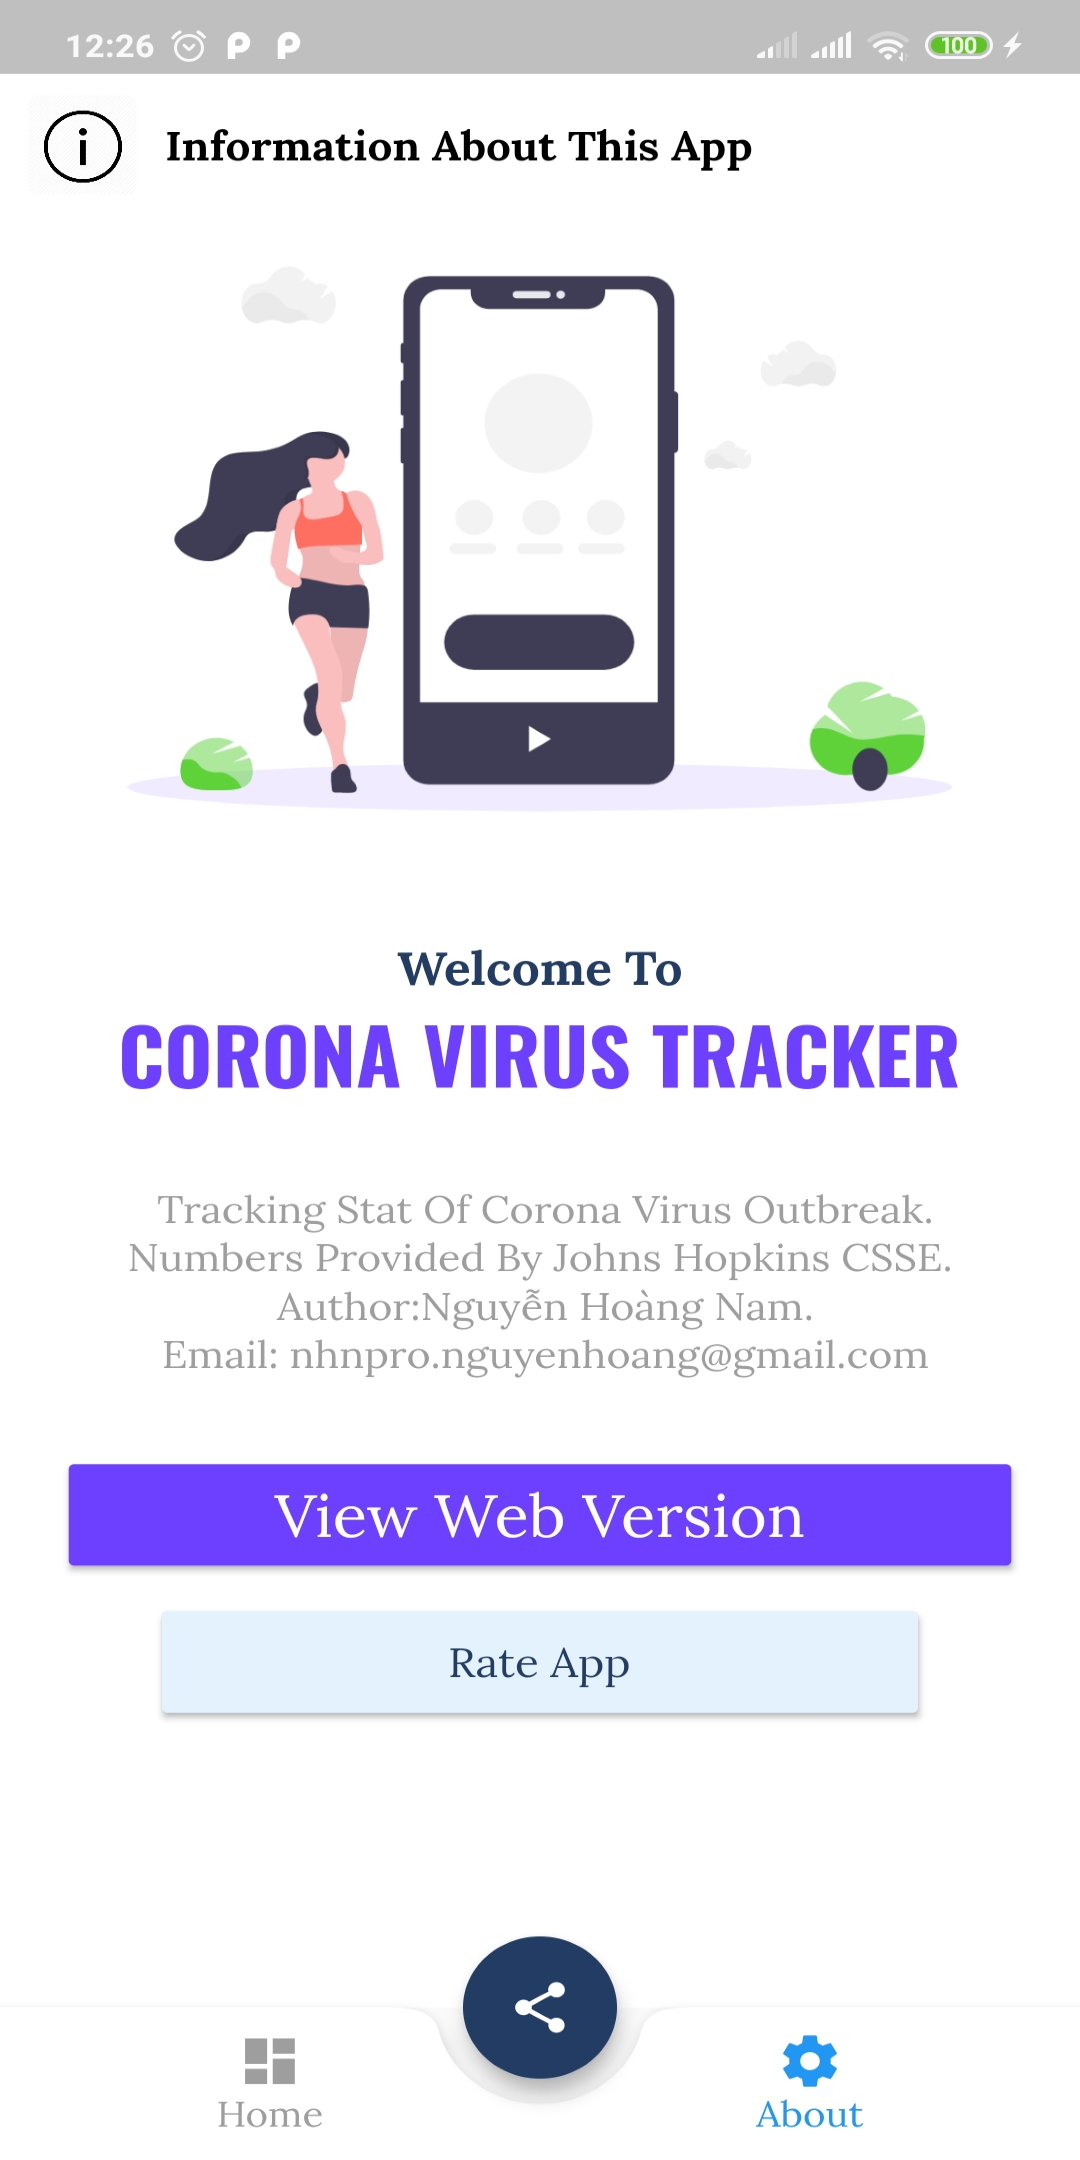 12:26
100
Information About This App
Welcome To
CORONA VIRUS TRACKER
Tracking Stat Of Corona Virus Outbreak.
Numbers Provided By Johns Hopkins CSSE.
Author:Nguyễn Hoàng Nam.
Email: nhnpro.nguyenhoang@gmail.com
View Web Version
Rate App
Home
About